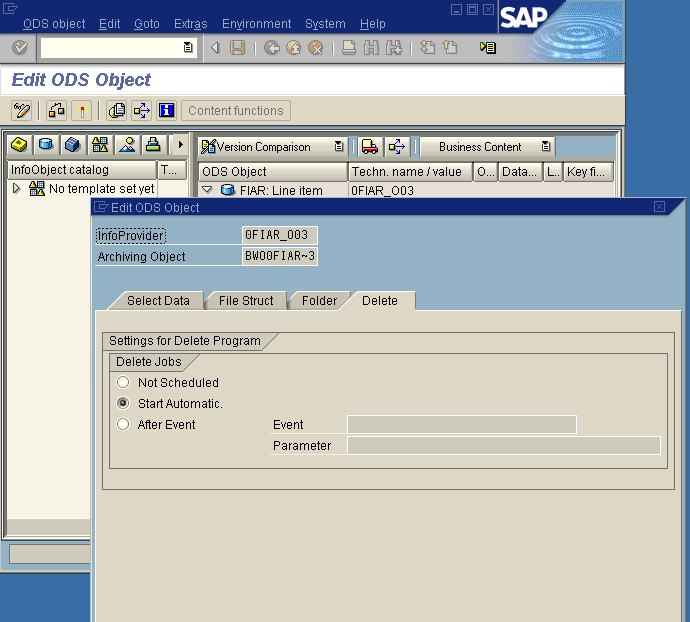 ODS object Edit Goto Extras Environment System Help
SAP
Edit ODS Object
Content functions
Version Comparison Business Content
InfoObject catalog T... ODS Object Techn. name / value O... Data... L.. Key fi...
No template set yet FIAR: Line item 0FIAR_O03
Edit ODS Object
InfoProvider 0FIAR_O03
Archiving Object BWO0FIAR~3
Select Data File Struct Folder Delete
Settings for Delete Program
Delete Jobs
Not Scheduled
Start Automatic.
After Event Event
Parameter